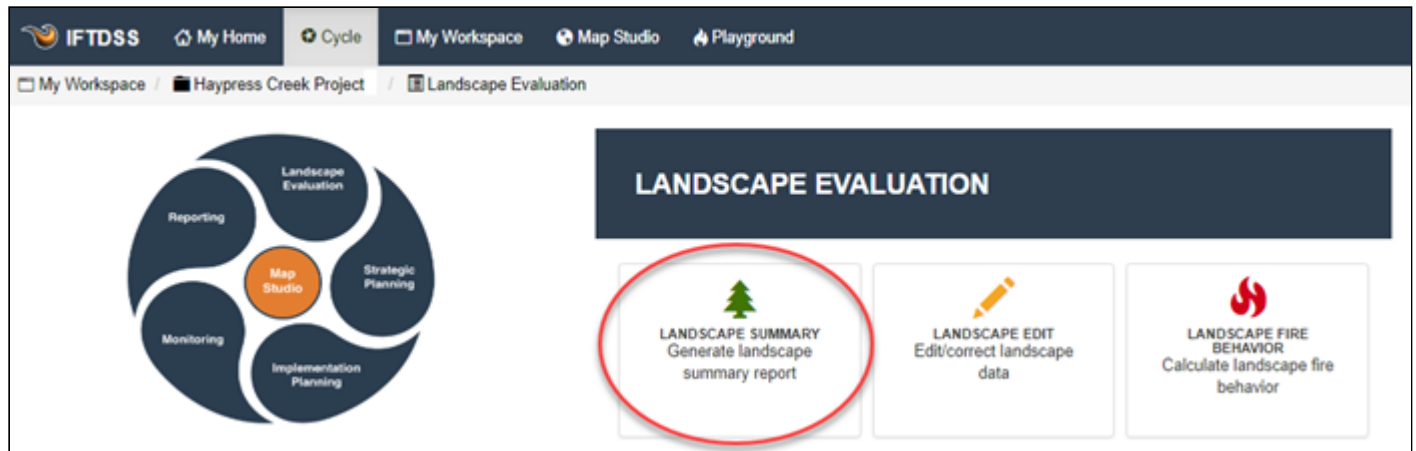 IFTDSS My Home Cycle My Workspace Map Studio Playground
My Workspace / Haypress Creek Project / Landscape Evaluation
Landscape
Evaluation
Reporting
Map
Studio
Strategic
Planning
Monitoring
Implementation
Planning
LANDSCAPE EVALUATION
LANDSCAPE SUMMARY
Generate landscape
summary report
LANDSCAPE EDIT
Edit/correct landscape
data
LANDSCAPE FIRE
BEHAVIOR
Calculate landscape fire
behavior